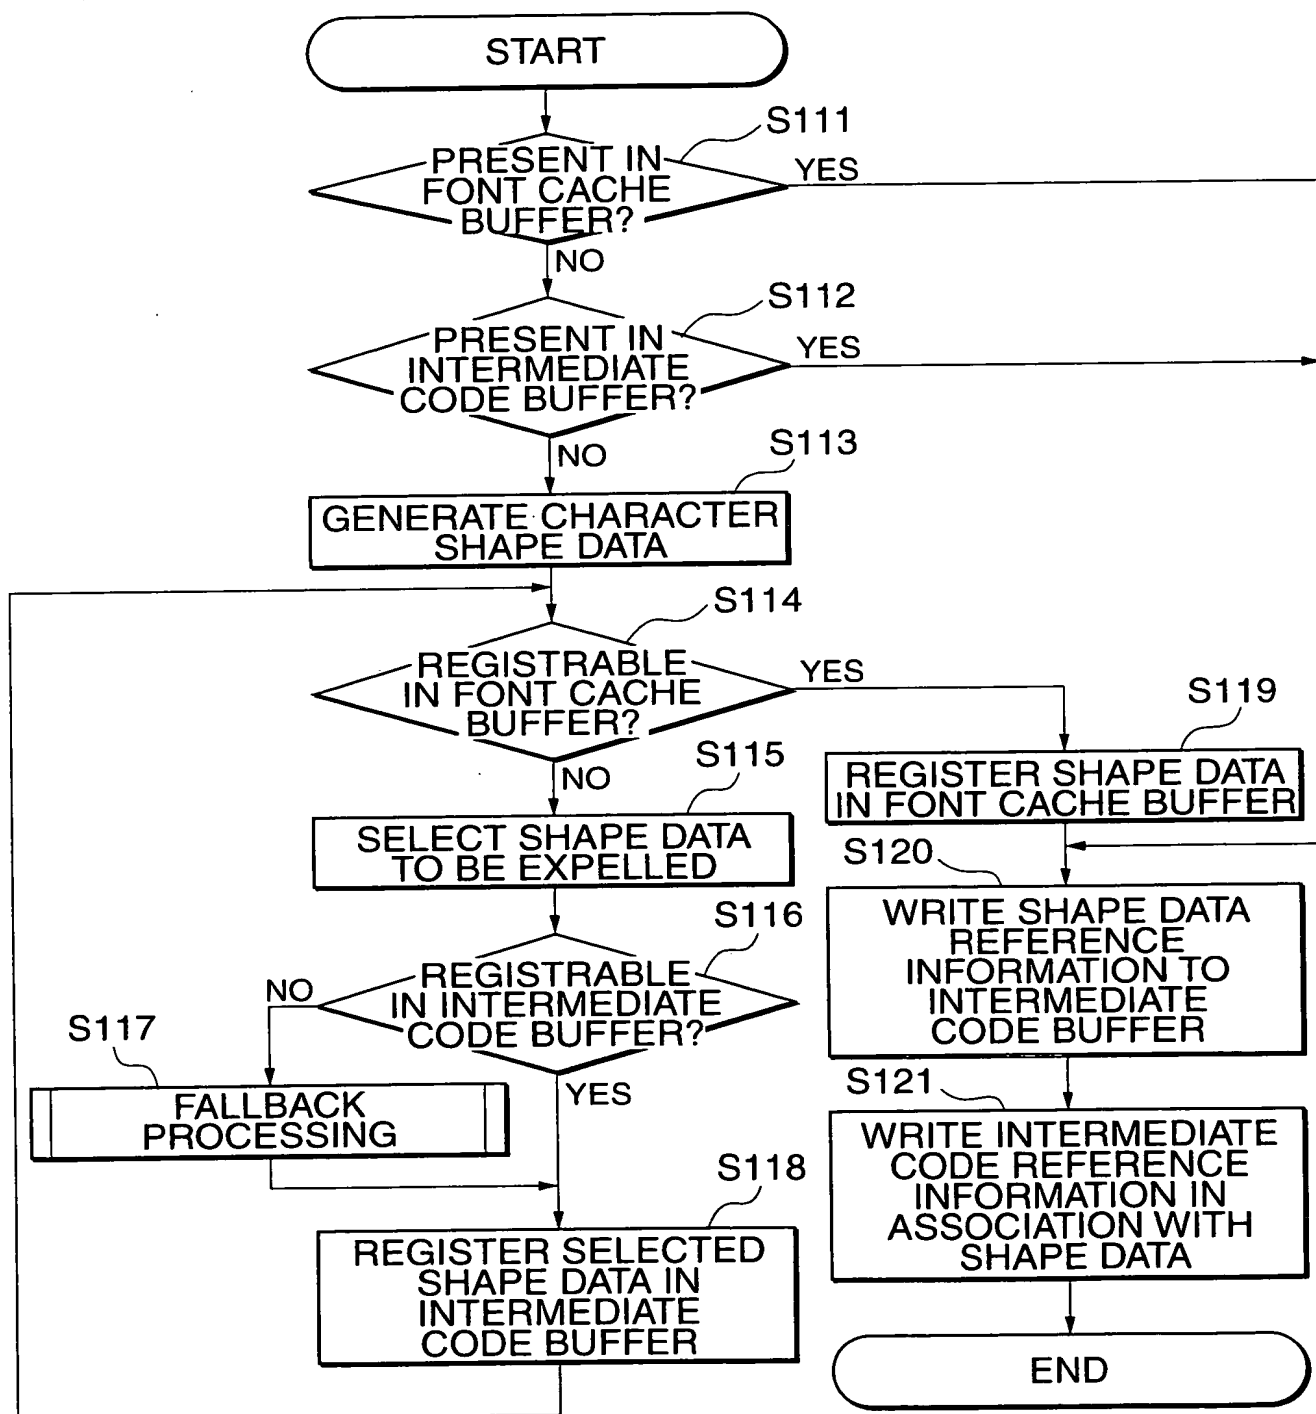 START
S111
PRESENT IN
FONT CACHE
BUFFER?
YES
NO
S112
PRESENT IN
INTERMEDIATE
CODE BUFFER?
YES
NO
S113
GENERATE CHARACTER
SHAPE DATA
S114
REGISTRABLE
IN FONT CACHE
BUFFER?
YES
NO
S115
SELECT SHAPE DATA
TO BE EXPELLED
S116
REGISTRABLE
IN INTERMEDIATE
CODE BUFFER?
NO
YES
S117
FALLBACK
PROCESSING
S118
REGISTER SELECTED
SHAPE DATA IN
INTERMEDIATE
CODE BUFFER
S119
REGISTER SHAPE DATA
IN FONT CACHE BUFFER
S120
WRITE SHAPE DATA
REFERENCE
INFORMATION TO
INTERMEDIATE
CODE BUFFER
S121
WRITE INTERMEDIATE
CODE REFERENCE
INFORMATION IN
ASSOCIATION WITH
SHAPE DATA
END